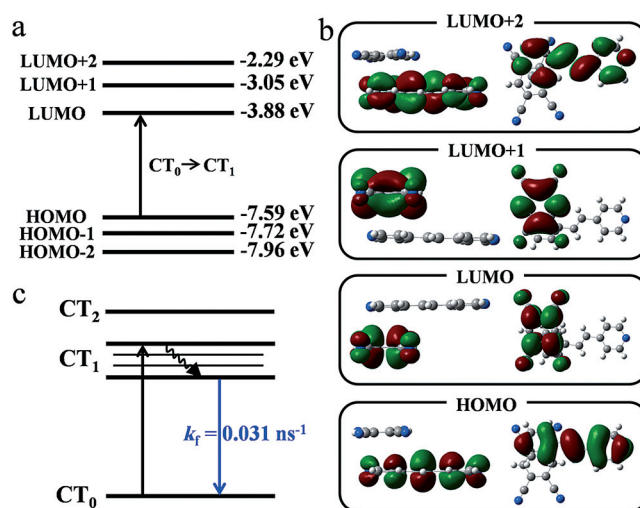 a
LUMO+2 -2.29 eV
LUMO+1 -3.05 eV
LUMO -3.88 eV
CT₀→CT₁
HOMO -7.59 eV
HOMO-1 -7.72 eV
HOMO-2 -7.96 eV
c
CT₂
CT₁
k_f = 0.031 ns⁻¹
CT₀
b
LUMO+2
LUMO+1
LUMO
HOMO